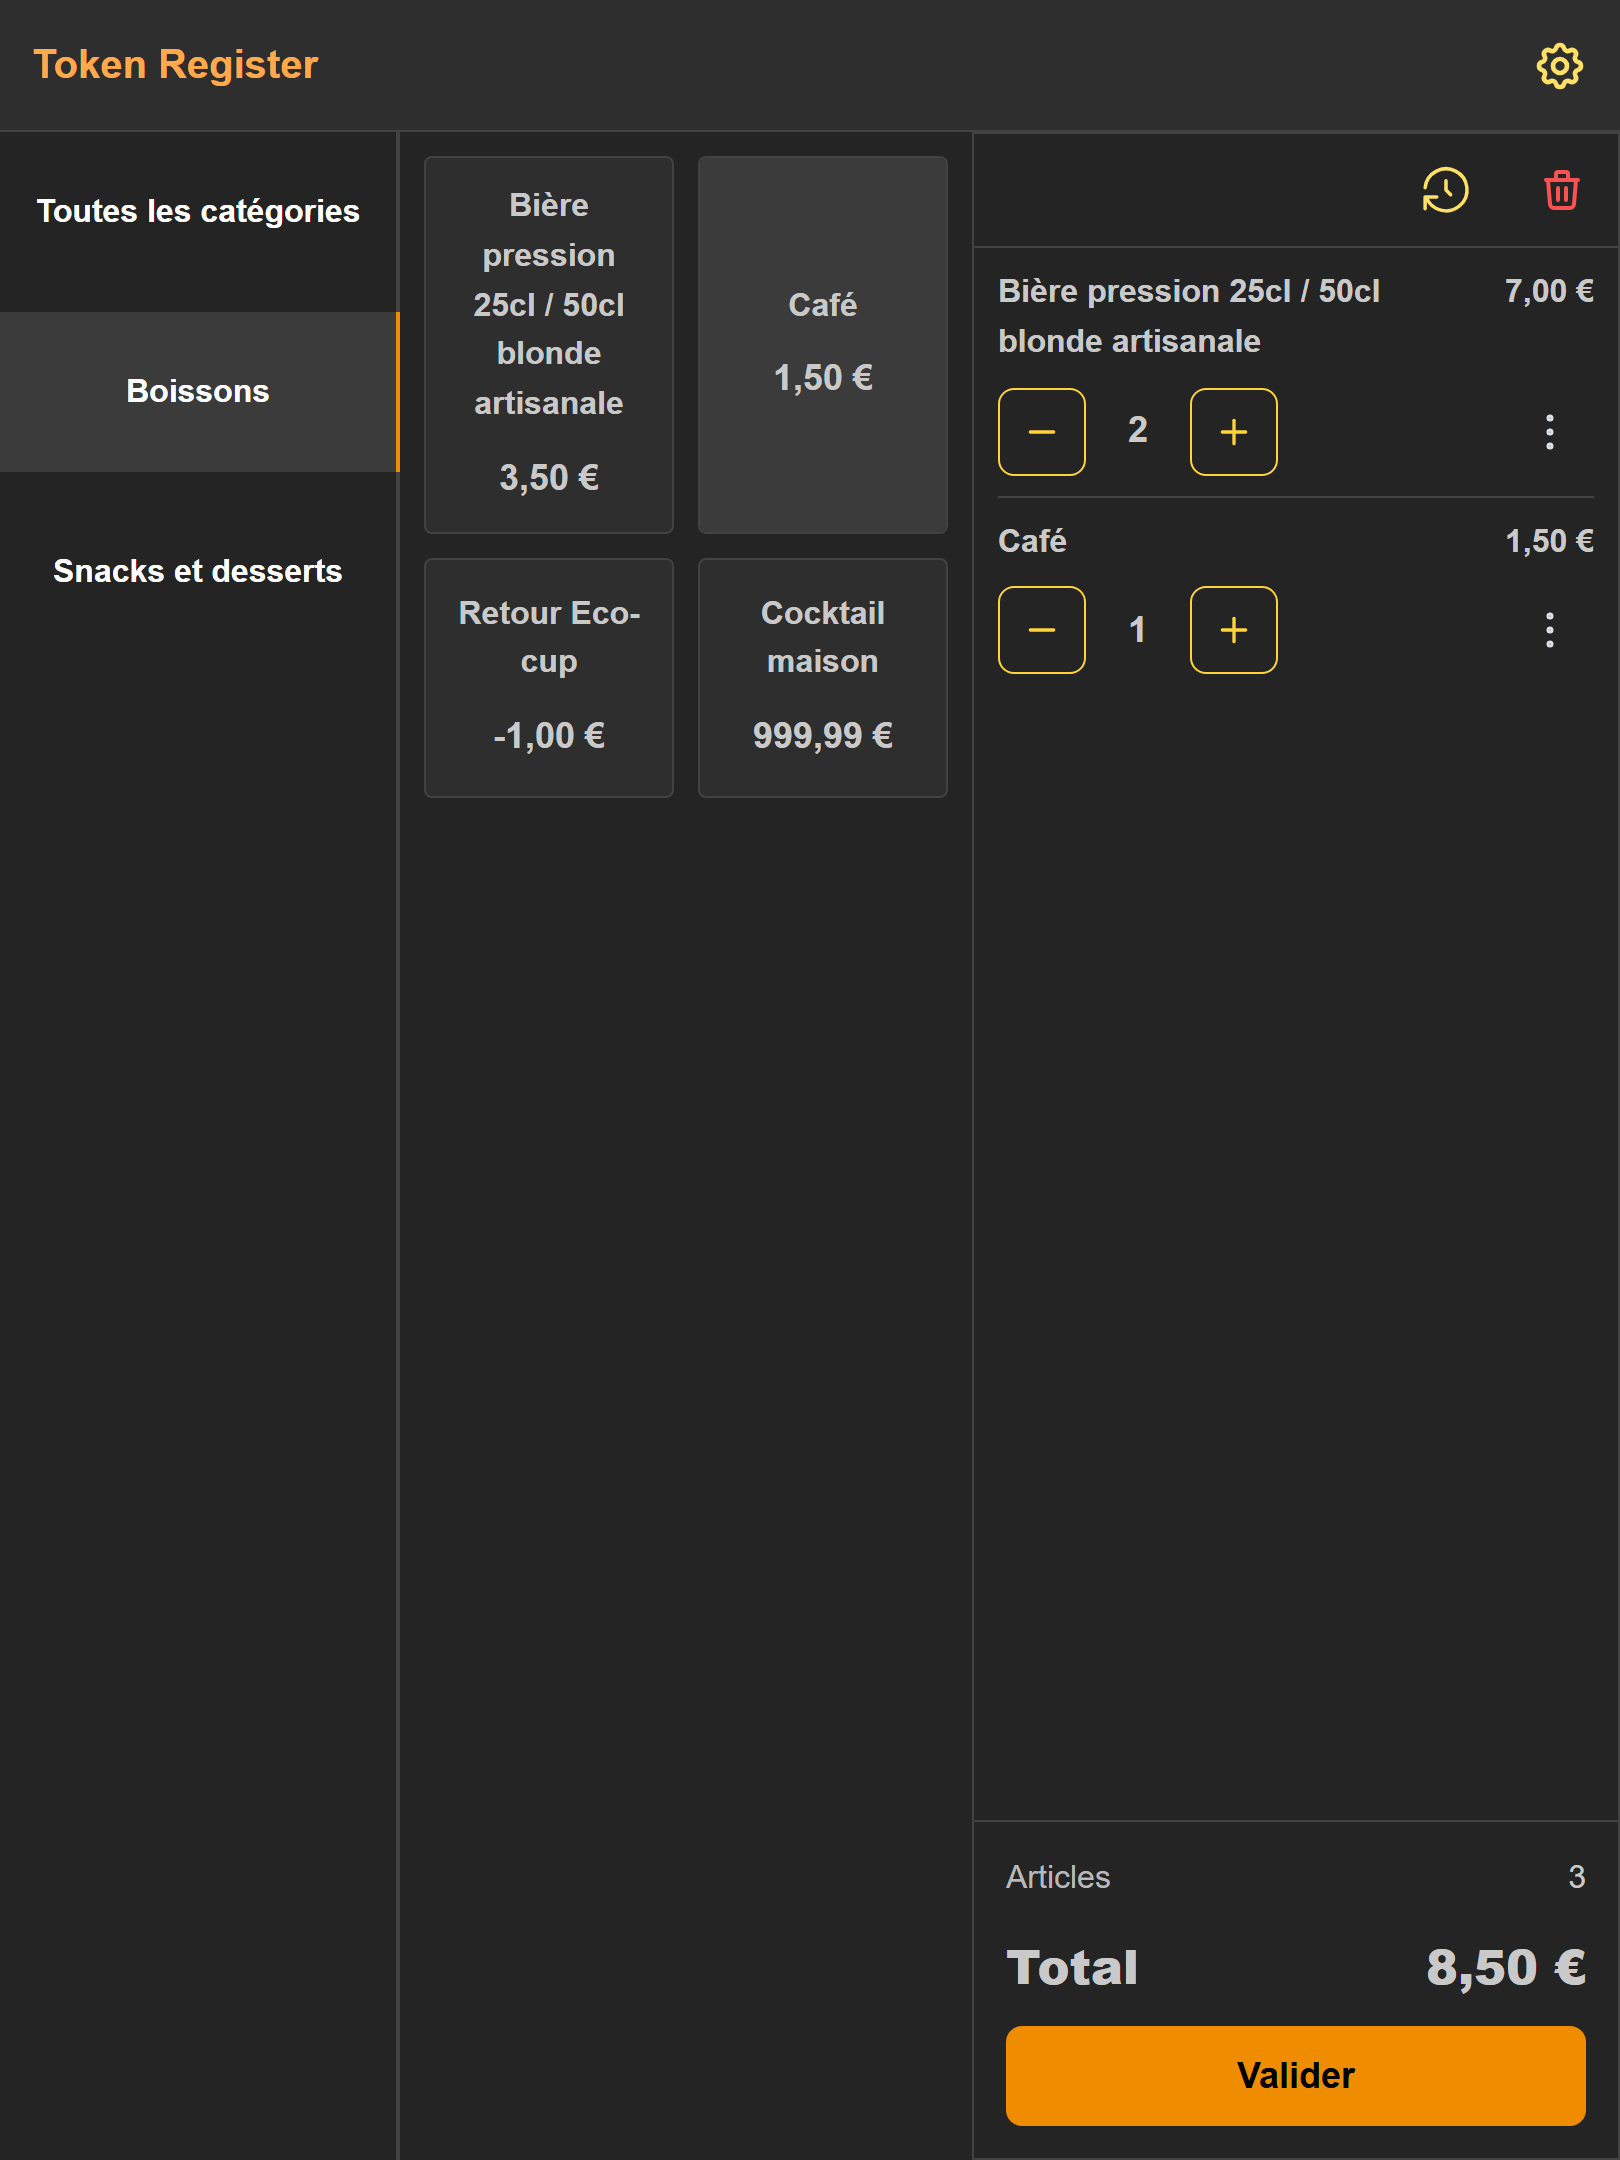 Token Register
Toutes les catégories
Boissons
Snacks et desserts
Bière
pression
25cl / 50cl
blonde
artisanale
3,50 €
Café
1,50 €
Retour Eco-
cup
-1,00 €
Cocktail
maison
999,99 €
Bière pression 25cl / 50cl 7,00 €
blonde artisanale
2
Café 1,50 €
1
Articles 3
Total 8,50 €
Valider